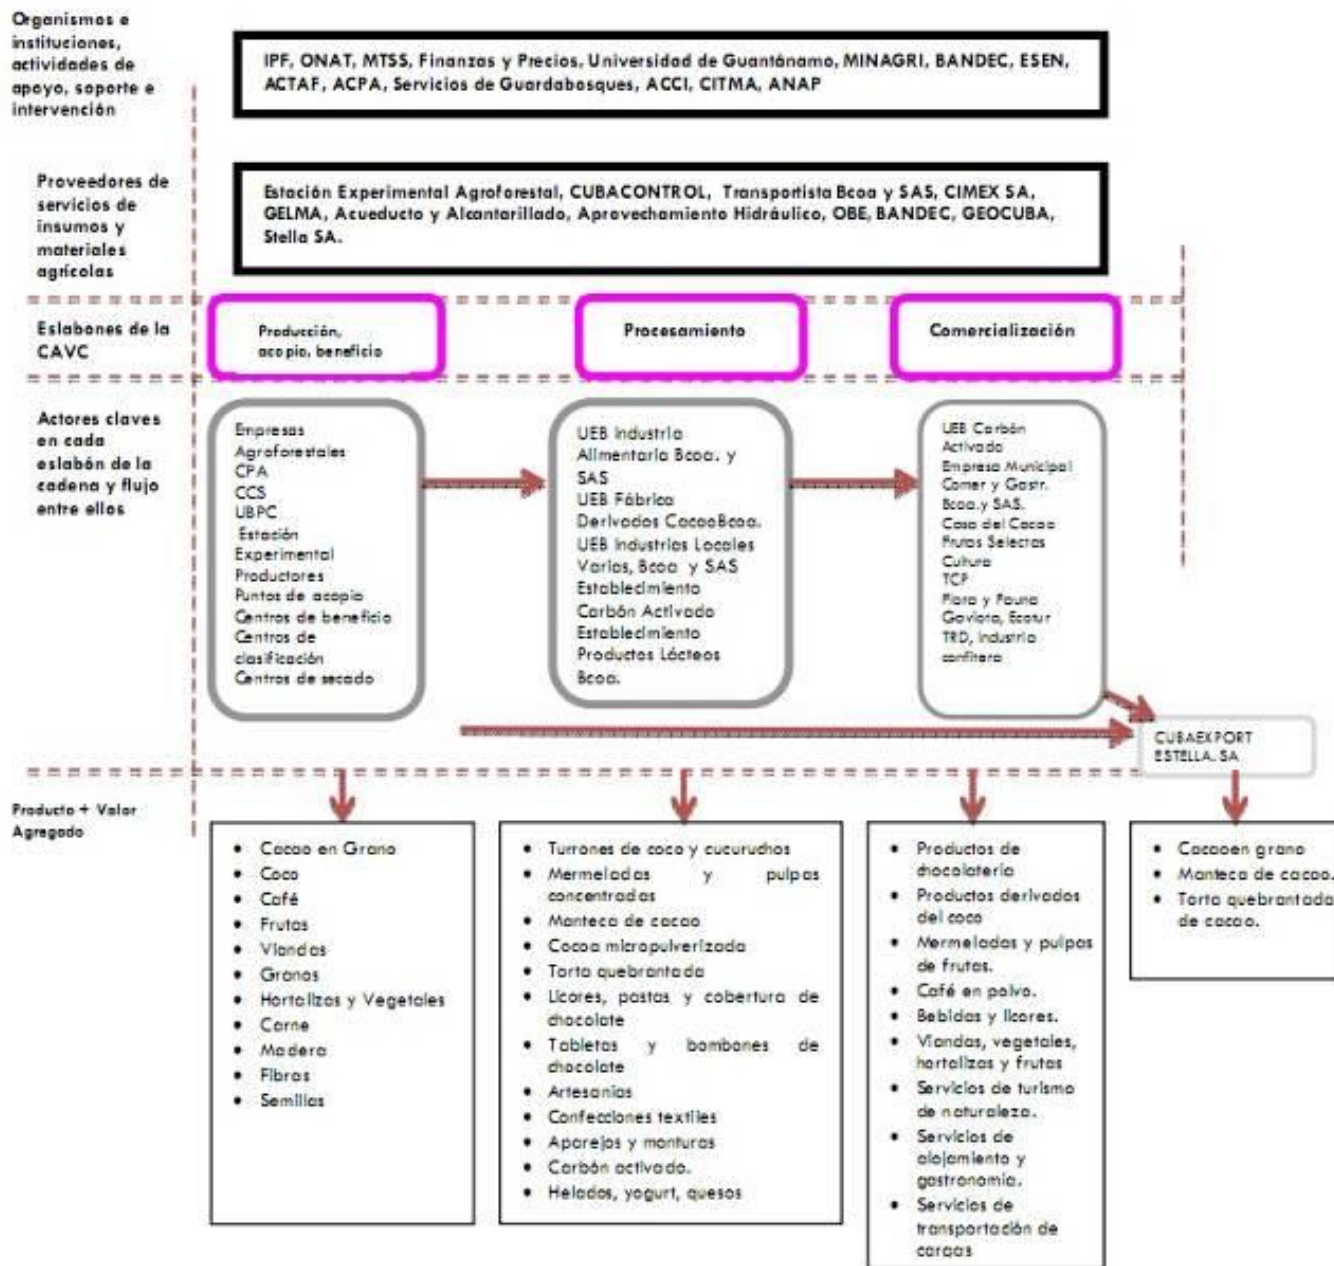 Organismos e
instituciones,
actividades de
apoyo, soporte e
intervención
IPF, ONAT, MTSS, Finanzas y Precios, Universidad de Guantánamo, MINAGRI, BANDEC, ESEN,
ACTAF, ACPA, Servicios de Guardabosques, ACCI, CITMA, ANAP
Proveedores de
servicios de
insumos y
materiales
agrícolas
Estación Experimental Agroforestal, CUBACONTROL, Transportista Bcoa y SAS, CIMEX SA,
GELMA, Acueducto y Alcantarillado, Aprovechamiento Hidráulico, OBE, BANDEC, GEOCUBA,
Stella SA.
Eslabones de la
CAVC
Producción,
acopio, beneficio
Procesamiento
Comercialización
Actores claves
en cada
eslabón de la
cadena y flujo
entre ellos
Empresas
Agroforestales
CPA
CCS
UBPC
Estación
Experimental
Productores
Puntos de acopio
Centros de beneficio
Centros de
clasificación
Centros de secado
UEB Industria
Alimentaria Bcoa. y
SAS
UEB Fábrica
Derivados CacaoBcoa.
UEB Industrias Locales
Varias, Bcoa y SAS
Establecimiento
Carbón Activado
Establecimiento
Productos Lácteos
Bcoa.
UEB Carbón
Activado
Empresa Municipal
Comer y Gastr.
Bcoa.y SAS.
Casa del Cacao
Frutas Selectas
Cultura
TCP
Flora y Fauna
Gaviota, Ecotur
TRD, Industria
confitera
CUBAEXPORT
ESTELLA. SA
Producto + Valor
Agregado
• Cacao en Grano
• Coco
• Café
• Frutas
• Viandas
• Granos
• Hortalizas y Vegetales
• Carne
• Madera
• Fibras
• Semillas
• Turrones de coco y cucuruchos
• Mermeladas y pulpas
concentradas
• Manteca de cacao
• Cocoa micropulverizada
• Torta quebrantada
• Licores, pastas y cobertura de
chocolate
• Tabletas y bombones de
chocolate
• Artesanías
• Confecciones textiles
• Aparejos y monturas
• Carbón activado.
• Helados, yogurt, quesos
• Productos de
chocolatería
• Productos derivados
del coco
• Mermeladas y pulpas
de frutas.
• Café en polvo.
• Bebidas y licores.
• Viandas, vegetales,
hortalizas y frutas
• Servicios de turismo
de naturaleza.
• Servicios de
alojamiento y
gastronomía.
• Servicios de
transportación de
cargas
• Cacaoen grano
• Manteca de cacao.
• Torta quebrantada
de cacao.